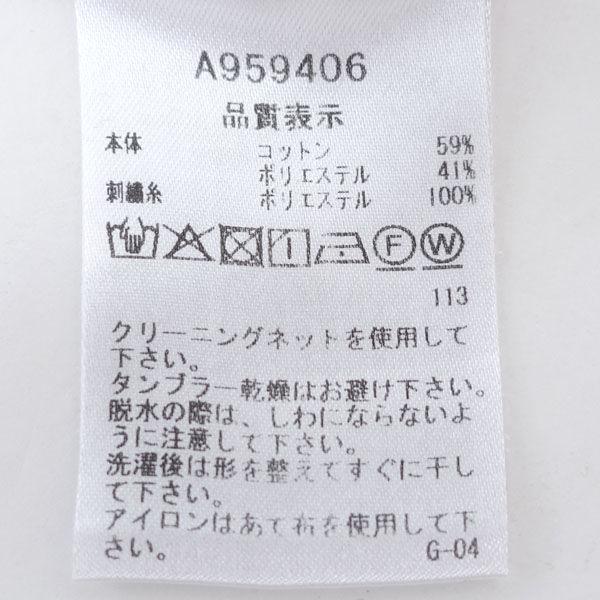 A959406
品質表示
本体 コットン 59%
ポリエステル 41%
刺繍糸 ポリエステル 100%
F W
113
クリーニングネットを使用して
下さい。
タンブラー乾燥はお避け下さい。
脱水の際は、しわにならないよ
うに注意して下さい。
洗濯後は形を整えてすぐに干し
て下さい。
アイロンはあて布を使用して下
さい。 G-04